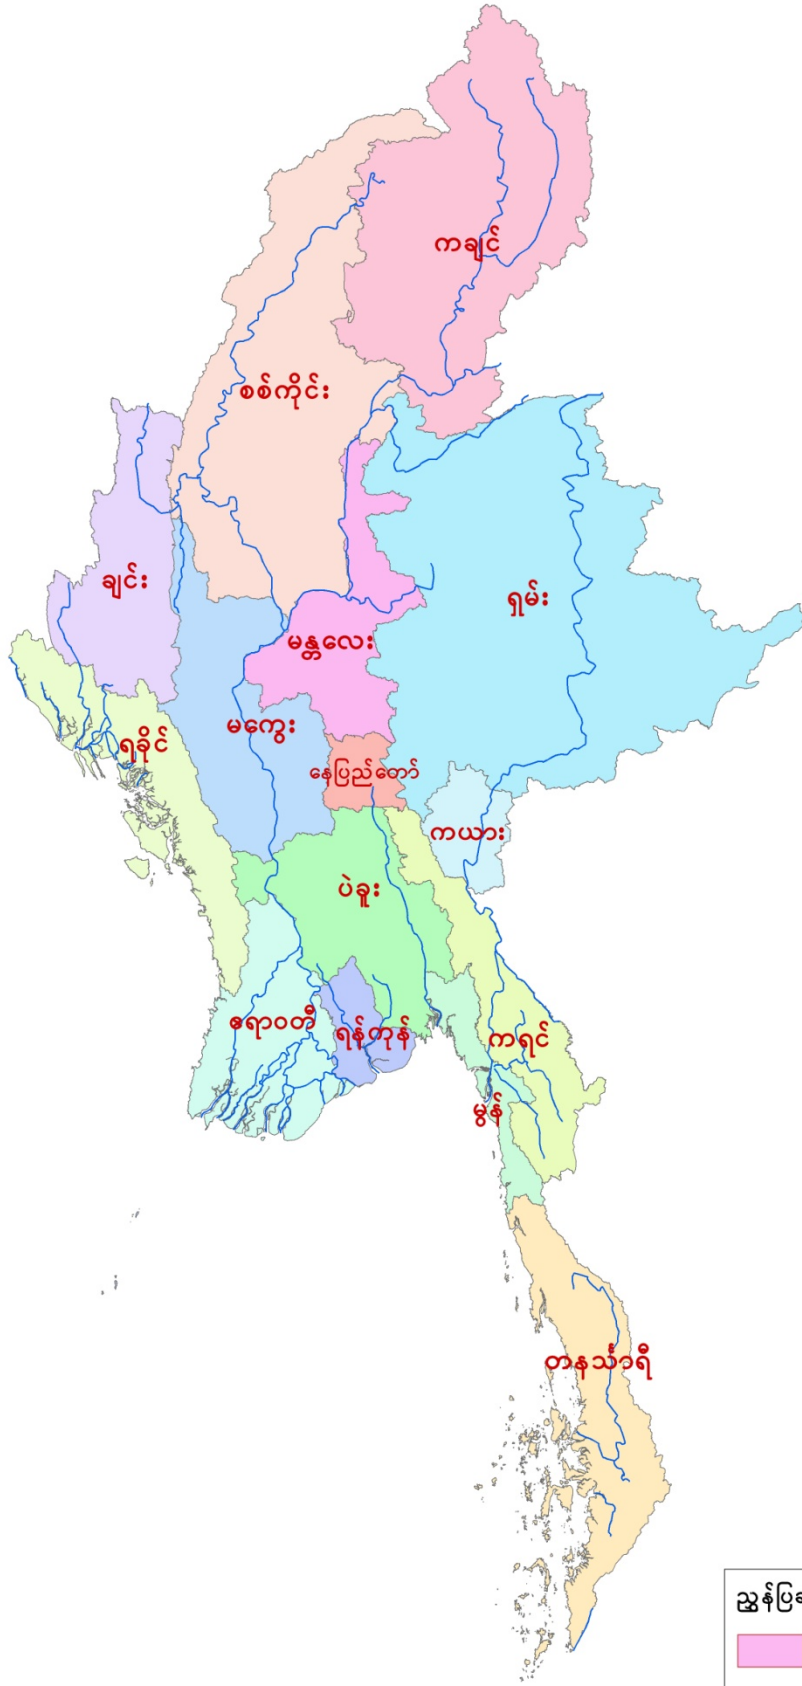 ကချင်
စစ်ကိုင်း
ချင်း
ရှမ်း
မန္တလေး
မကွေး
ရခိုင်
နေပြည်တော်
ကယား
ပဲခူး
ဧရာဝတီ
ရန်ကုန်
ကရင်
မွန်
တနင်္သာရီ